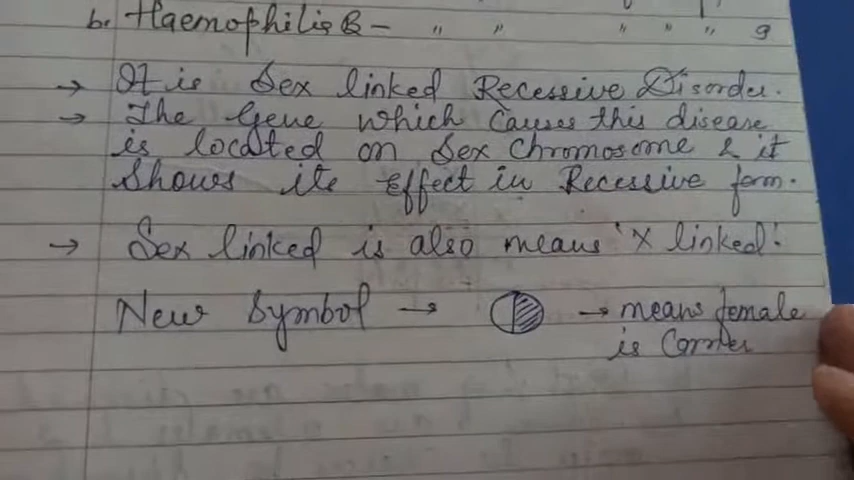 b. Haemophilia B - " " " " " 9
→ It is Sex linked Recessive Disorder.
→ The Gene which causes this disease
is located on Sex Chromosome & it
Shows its effect in Recessive form.
→ Sex linked is also means 'X linked'.
New Symbol → → means female
is Carrier